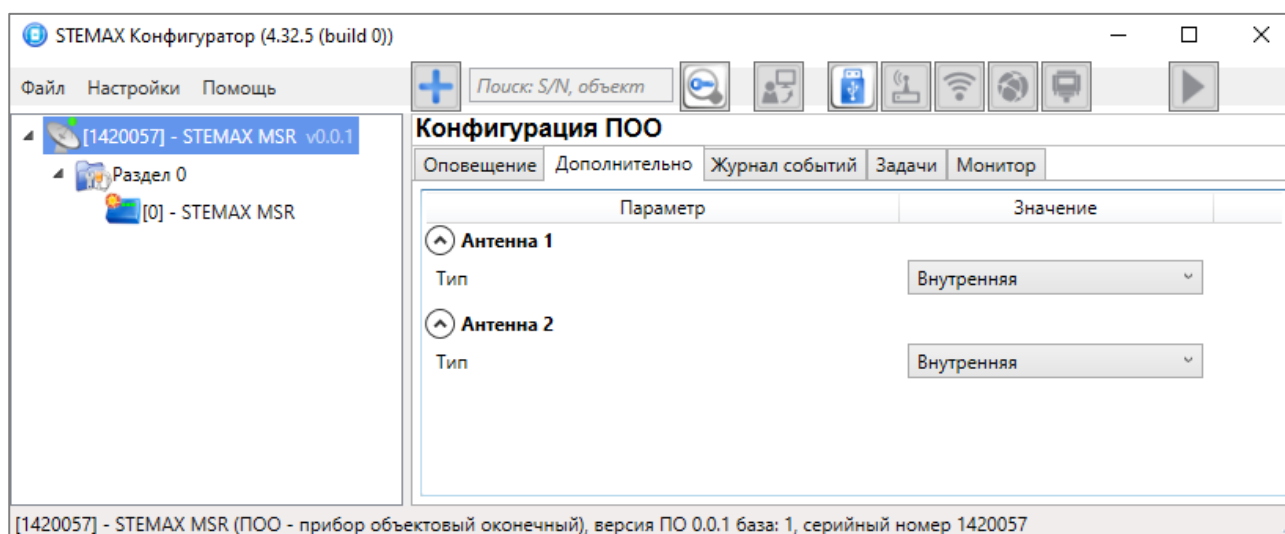 STEMAX Конфигуратор (4.32.5 (build 0))
Файл Настройки Помощь
Поиск: S/N, объект
[1420057] - STEMAX MSR v0.0.1
Раздел 0
[0] - STEMAX MSR
Конфигурация ПОО
Оповещение Дополнительно Журнал событий Задачи Монитор
Параметр Значение
Антенна 1
Тип Внутренняя
Антенна 2
Тип Внутренняя
[1420057] - STEMAX MSR (ПОО - прибор объектовый оконечный), версия ПО 0.0.1 база: 1, серийный номер 1420057